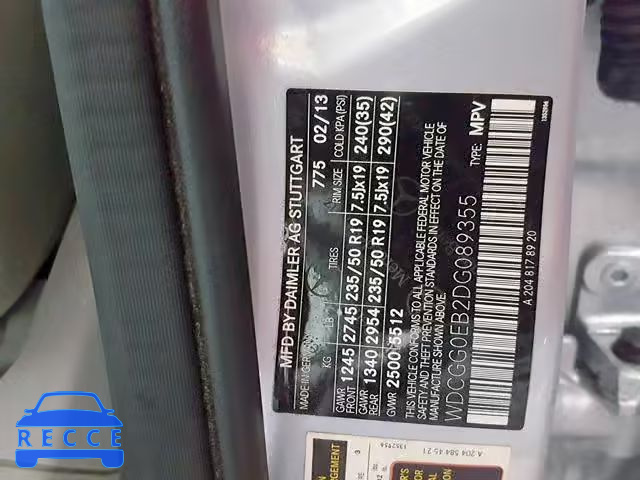 MFD BY DAIMLER AG STUTTGART
MADE IN GERMANY 775 02/13
KG LB TIRES RIM SIZE COLD KPA (PSI)
GAWR FRONT 1245 2745 235/50 R19 7.5Jx19 240(35)
GAWR REAR 1340 2954 235/50 R19 7.5Jx19 290(42)
GVWR 2500 5512
THIS VEHICLE CONFORMS TO ALL APPLICABLE FEDERAL MOTOR VEHICLE
SAFETY AND THEFT PREVENTION STANDARDS IN EFFECT ON THE DATE OF
MANUFACTURE SHOWN ABOVE.
WDCGG0EB2DG089355 TYPE: MPV
A 204 817 89 20
A 204 584 45 21
RECCE